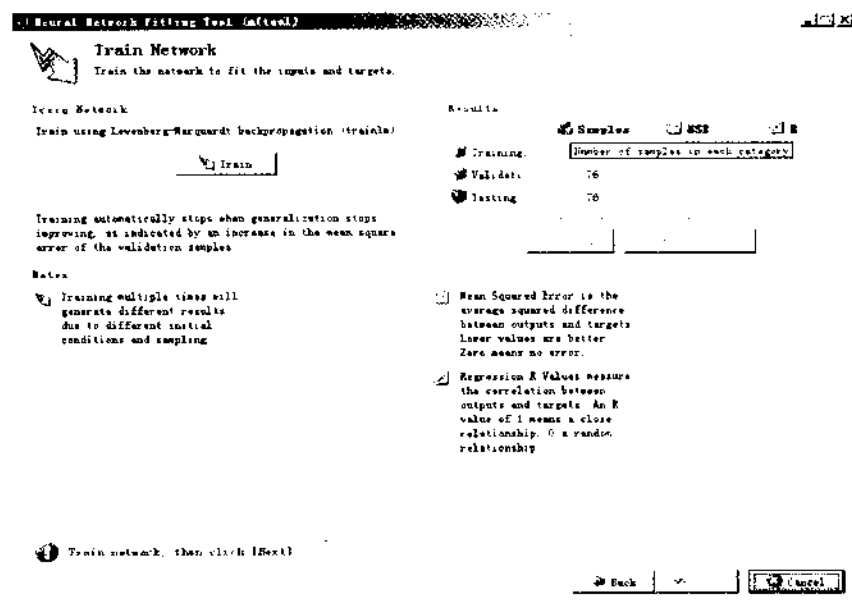 Neural Network Fitting Tool (nftool)
Train Network
Train the network to fit the inputs and targets.
Train Network
Train using Levenberg-Marquardt backpropagation (trainlm)
Train
Training automatically stops when generalization stops
improving, as indicated by an increase in the mean square
error of the validation samples
Notes
Training multiple times will
generate different results
due to different initial
conditions and sampling
Results
Samples MSE R
Training. Number of samples in each category
Validati 76
Testing 76
Mean Squared Error is the
average squared difference
between outputs and targets
Lower values are better
Zero means no error.
Regression R Values measure
the correlation between
outputs and targets. An R
value of 1 means a close
relationship, 0 a random
relationship
Train network, then click [Next]
Back
Cancel